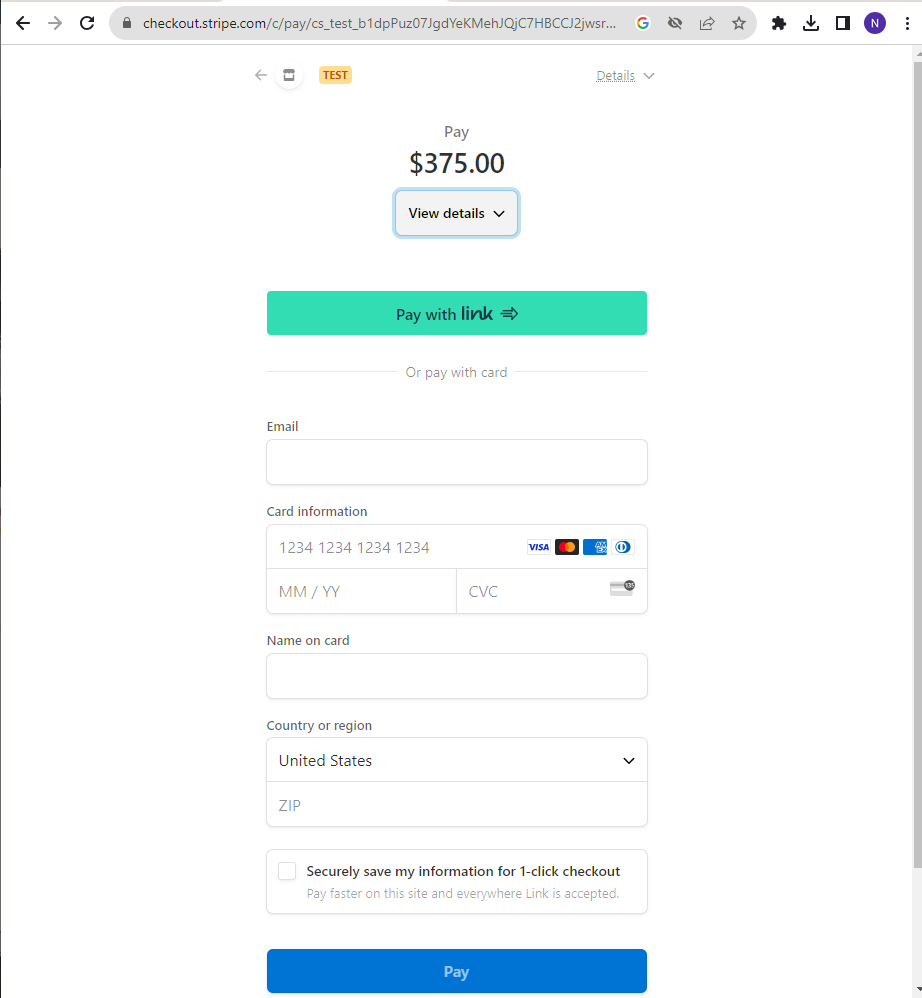 checkout.stripe.com/c/pay/cs_test_b1dpPuz07JgdYeKMehJQjC7HBCCJ2jwsr...
N
TEST
Details
Pay
$375.00
View details
Pay with link
Or pay with card
Email
Card information
1234 1234 1234 1234
VISA
AMEX
MM / YY
CVC
135
Name on card
Country or region
United States
ZIP
Securely save my information for 1-click checkout
Pay faster on this site and everywhere Link is accepted.
Pay